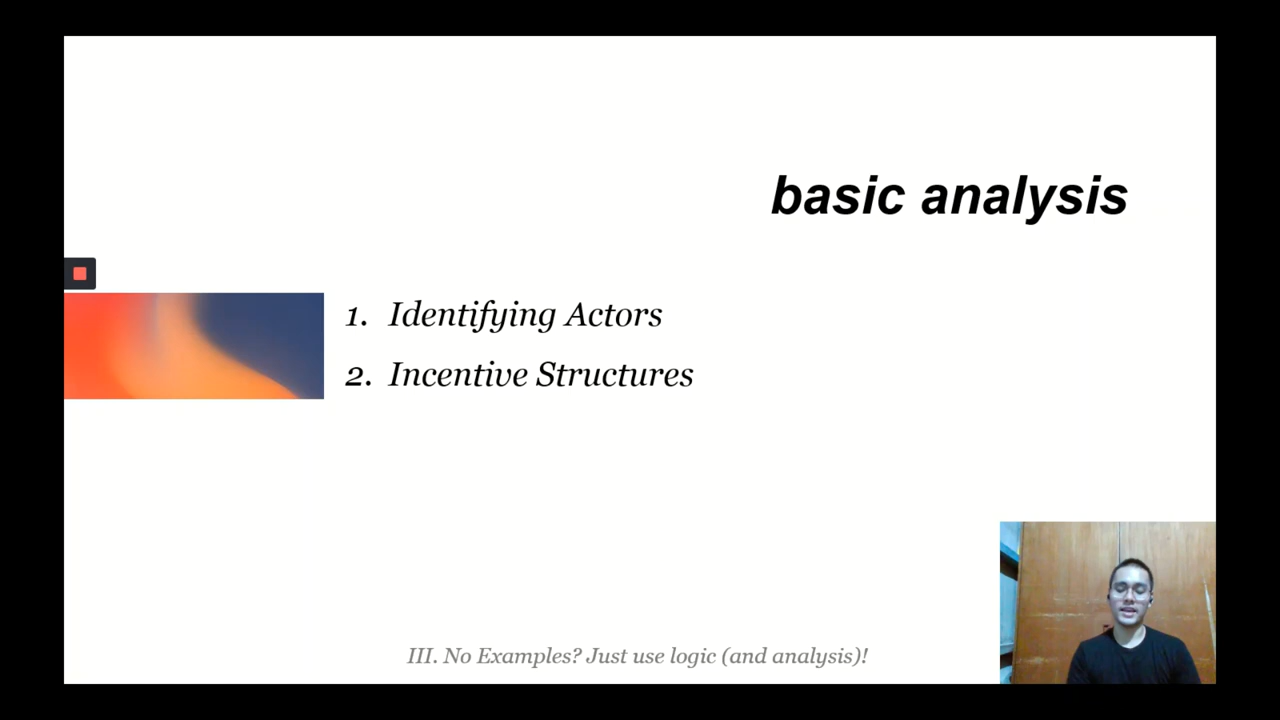 basic analysis
1. Identifying Actors
2. Incentive Structures
III. No Examples? Just use logic (and analysis)!